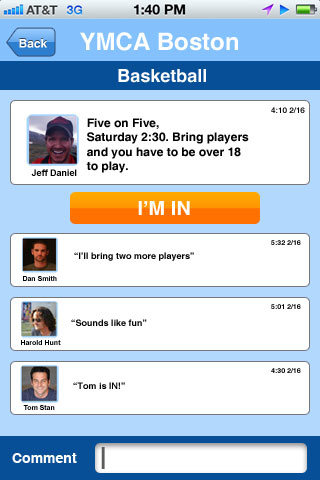 AT&T 3G 1:40 PM
Back
YMCA Boston
Basketball
4:10 2/16
Five on Five,
Saturday 2:30. Bring players
and you have to be over 18
to play.
Jeff Daniel
I'M IN
5:32 2/16
“I'll bring two more players”
Dan Smith
5:01 2/16
“Sounds like fun”
Harold Hunt
4:30 2/16
“Tom is IN!”
Tom Stan
Comment